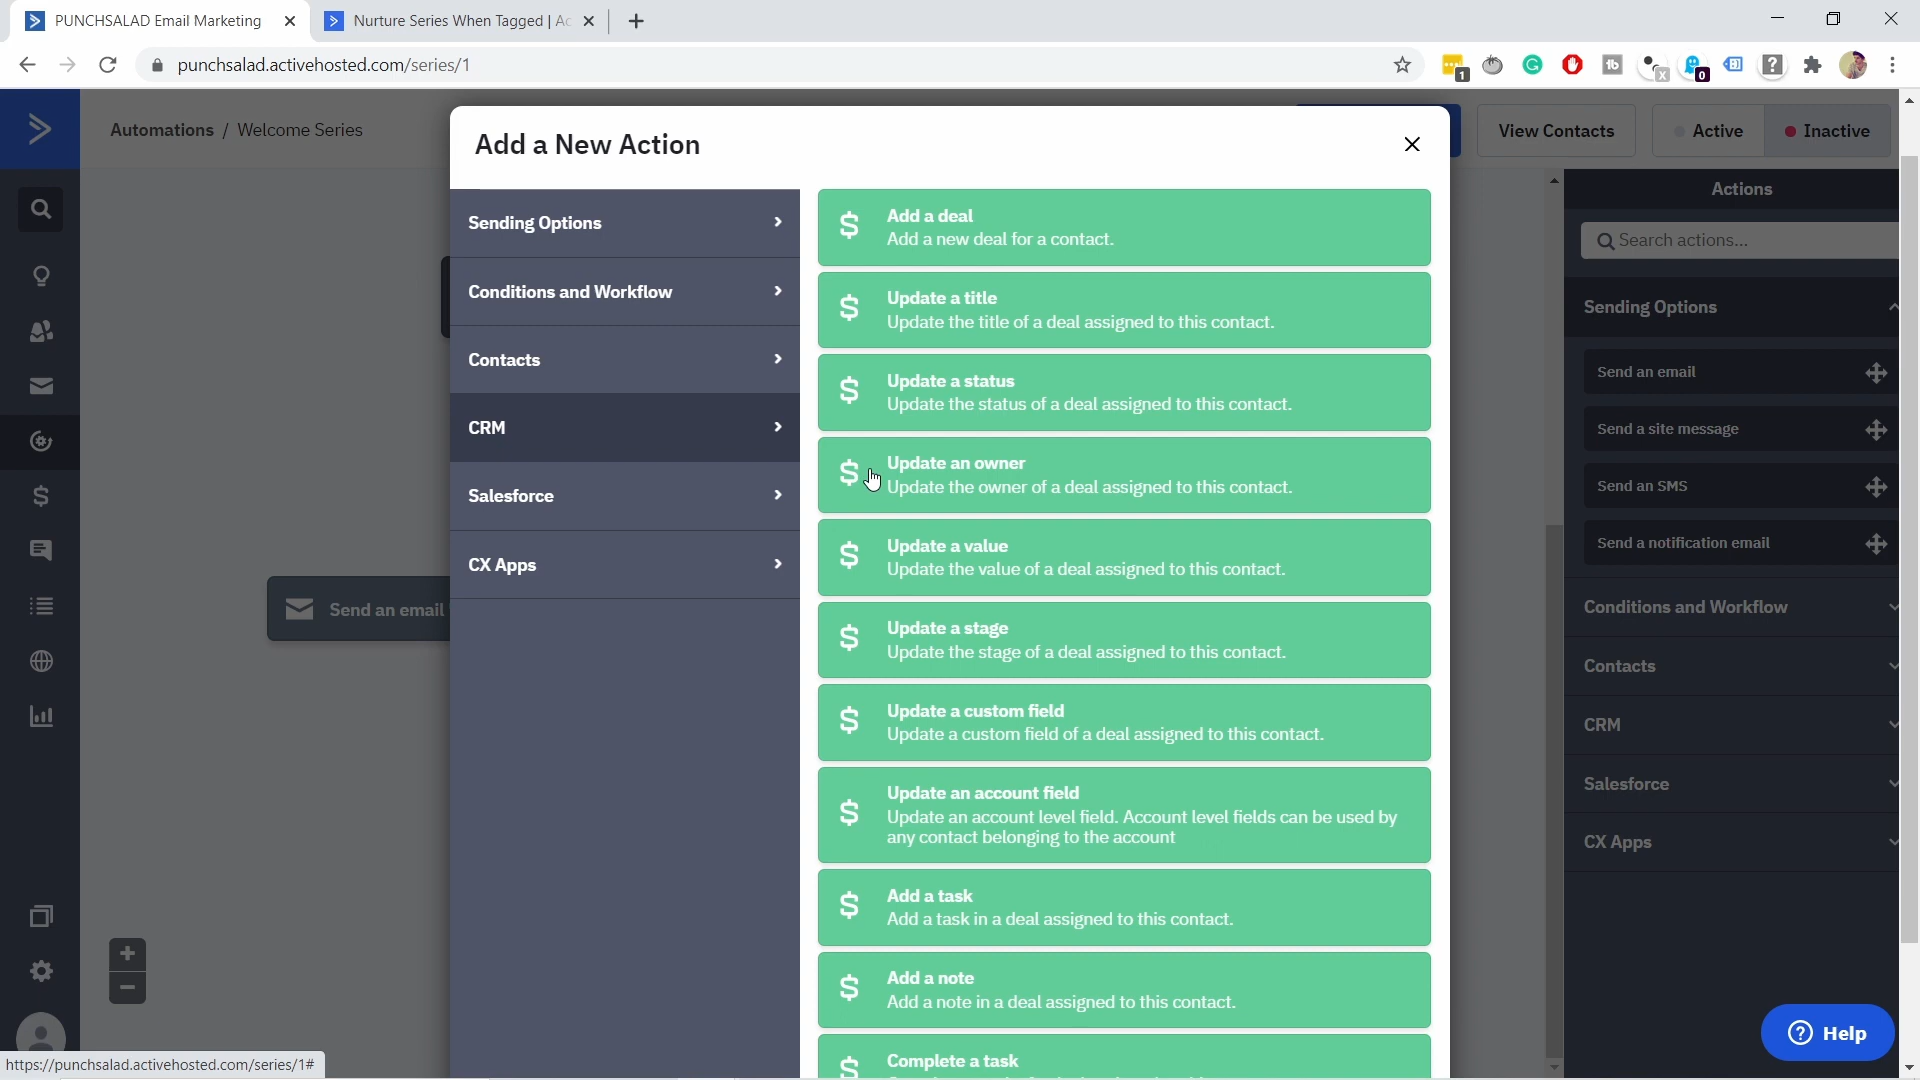 PUNCHSALAD Email Marketing
Nurture Series When Tagged | Ac
punchsalad.activehosted.com/series/1
1
0
Automations / Welcome Series
View Contacts
Active
Inactive
Add a New Action
Sending Options
Conditions and Workflow
Contacts
CRM
Salesforce
CX Apps
Add a deal
Add a new deal for a contact.
Update a title
Update the title of a deal assigned to this contact.
Update a status
Update the status of a deal assigned to this contact.
Update an owner
Update the owner of a deal assigned to this contact.
Update a value
Update the value of a deal assigned to this contact.
Update a stage
Update the stage of a deal assigned to this contact.
Update a custom field
Update a custom field of a deal assigned to this contact.
Update an account field
Update an account level field. Account level fields can be used by
any contact belonging to the account
Add a task
Add a task in a deal assigned to this contact.
Add a note
Add a note in a deal assigned to this contact.
Complete a task
Send an email
Actions
Search actions...
Sending Options
Send an email
Send a site message
Send an SMS
Send a notification email
Conditions and Workflow
Contacts
CRM
Salesforce
CX Apps
Help
https://punchsalad.activehosted.com/series/1#